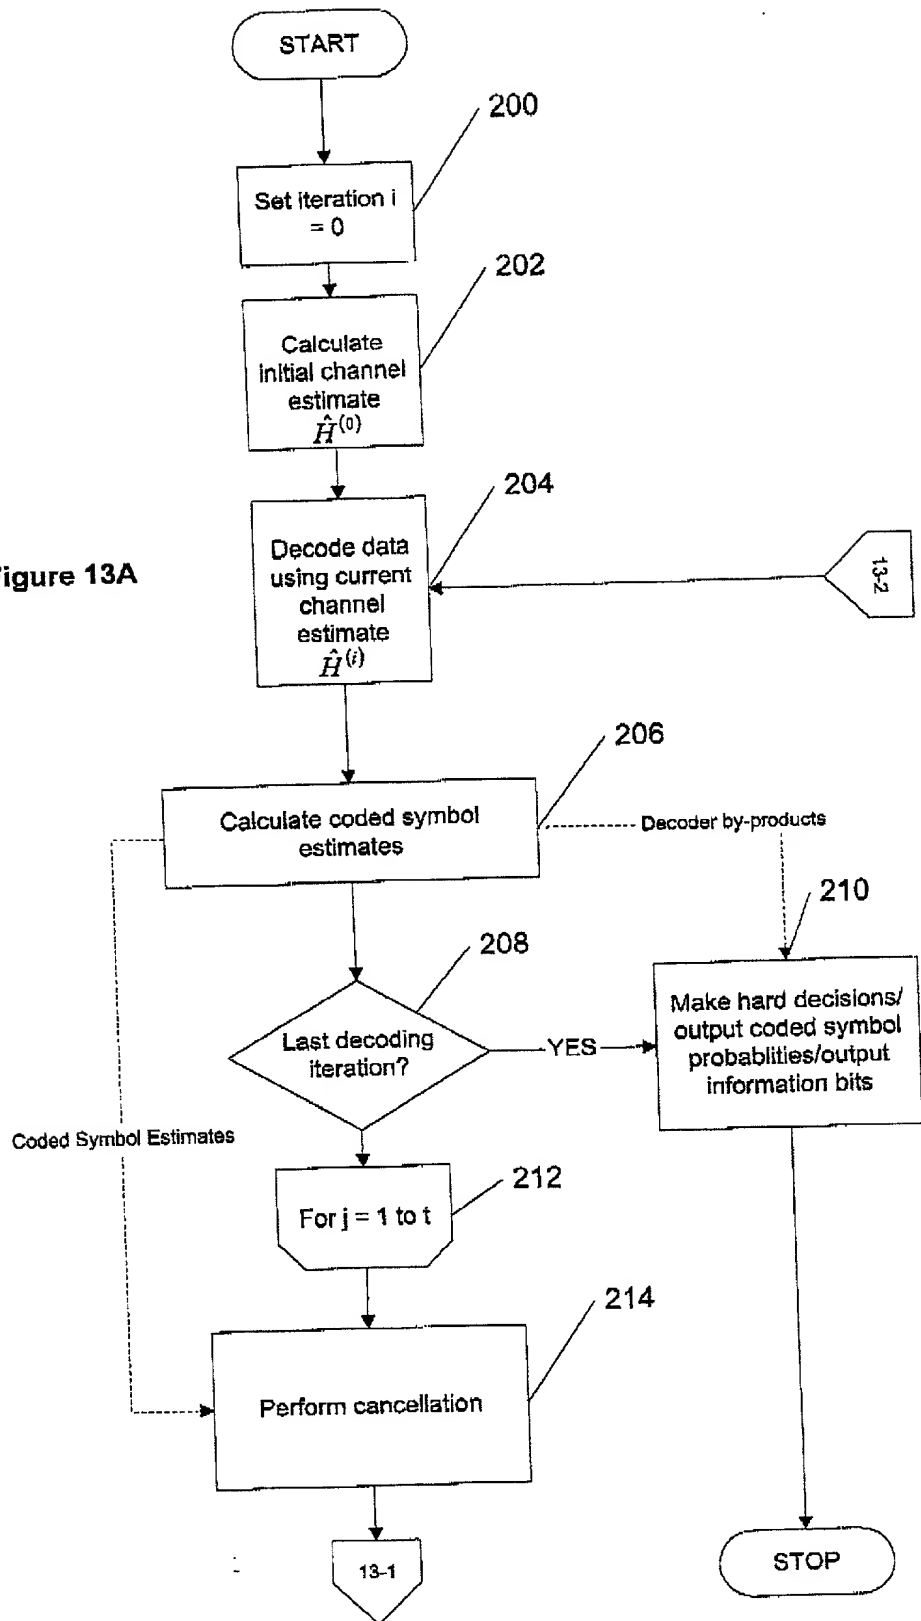 START
200
Set iteration i
= 0
202
Calculate
initial channel
estimate
Ĥ⁽⁰⁾
204
igure 13A
Decode data
using current
channel
estimate
Ĥ⁽ⁱ⁾
13-2
206
Calculate coded symbol
estimates
Decoder by-products
210
208
Make hard decisions/
output coded symbol
probablities/output
information bits
Last decoding
iteration?
YES
Coded Symbol Estimates
212
For j = 1 to t
214
Perform cancellation
13-1
STOP